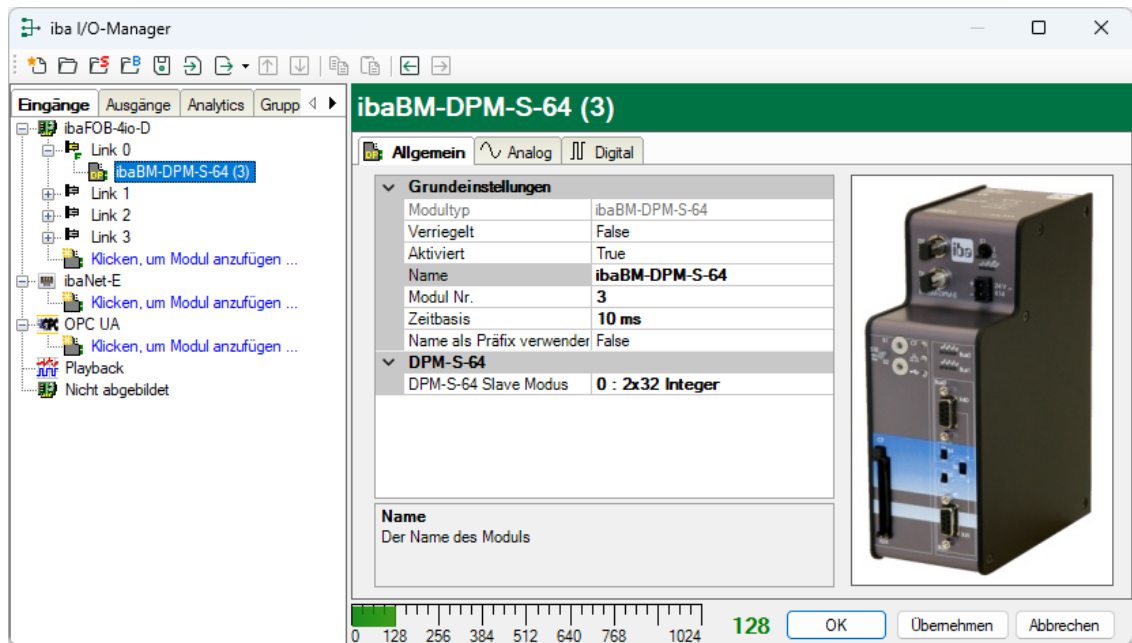 iba I/O-Manager
Eingänge Ausgänge Analytics Grupp
ibaBM-DPM-S-64 (3)
ibaFOB-4io-D
Link 0
ibaBM-DPM-S-64 (3)
Link 1
Link 2
Link 3
Klicken, um Modul anzufügen ...
ibaNet-E
Klicken, um Modul anzufügen ...
OPC UA
Klicken, um Modul anzufügen ...
Playback
Nicht abgebildet
Allgemein Analog Digital
Grundeinstellungen
Modultyp ibaBM-DPM-S-64
Verriegelt False
Aktiviert True
Name ibaBM-DPM-S-64
Modul Nr. 3
Zeitbasis 10 ms
Name als Präfix verwender False
DPM-S-64
DPM-S-64 Slave Modus 0 : 2x32 Integer
Name
Der Name des Moduls
iba
0 128 256 384 512 640 768 1024
128
OK Übernehmen Abbrechen